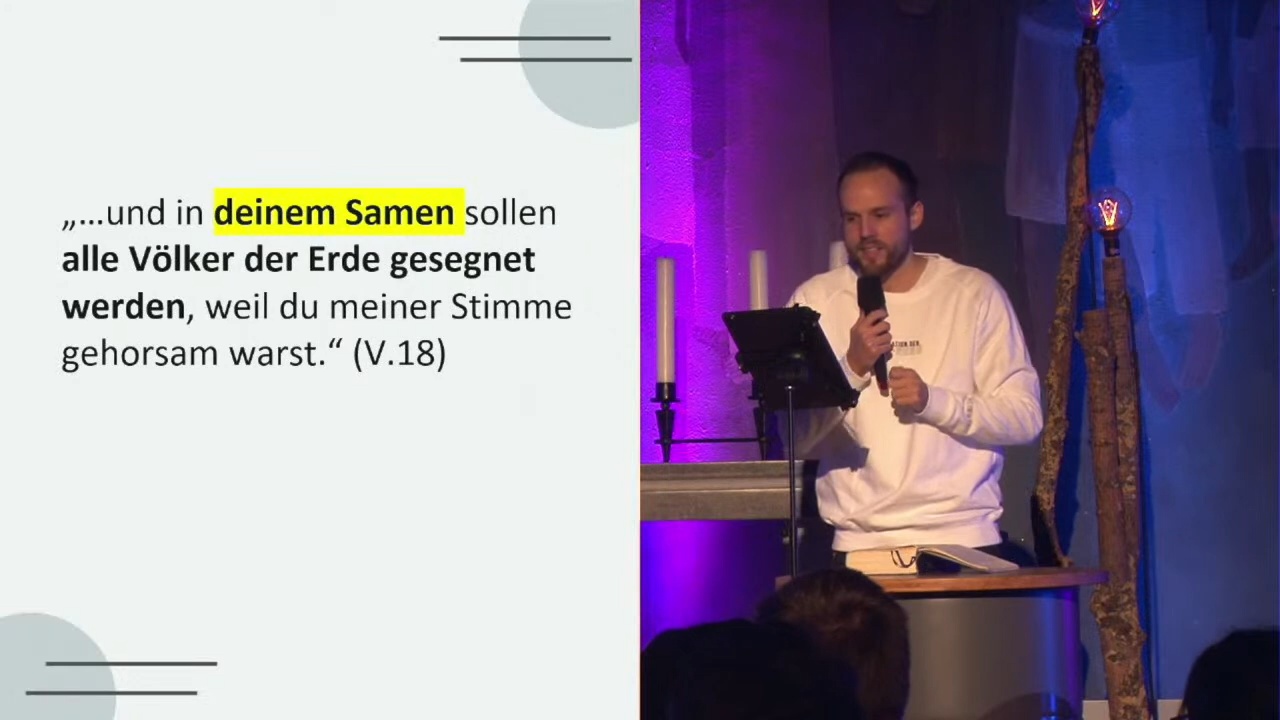 „…und in deinem Samen sollen
alle Völker der Erde gesegnet
werden, weil du meiner Stimme
gehorsam warst.“ (V.18)